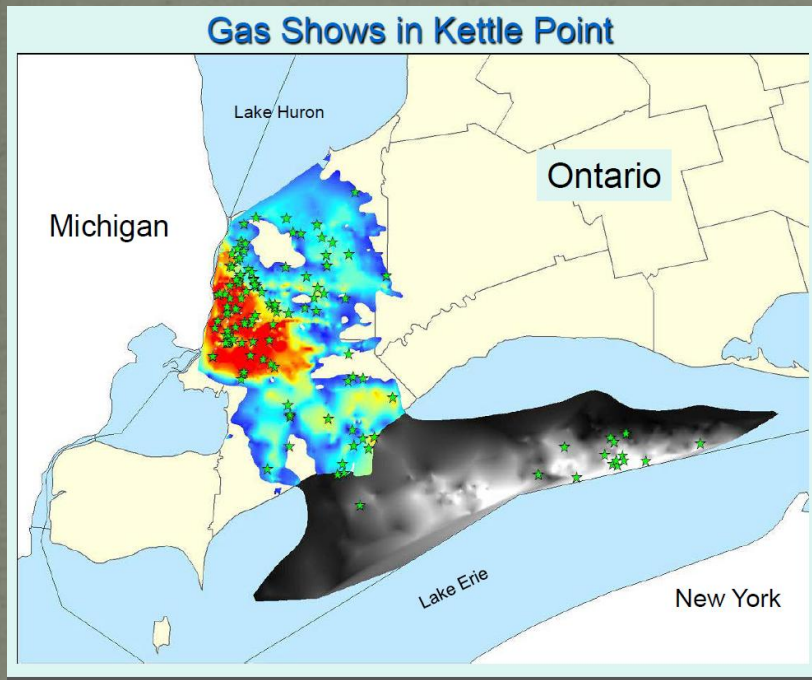 Gas Shows in Kettle Point
Lake Huron
Ontario
Michigan
Lake Erie
New York